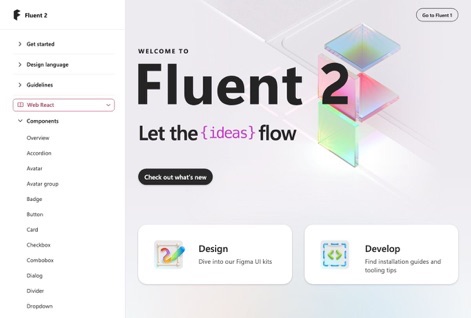 Fluent 2
Get started
Design language
Guidelines
Web React
Components
Overview
Accordion
Avatar
Avatar group
Badge
Button
Card
Checkbox
Combobox
Dialog
Divider
Dropdown
Go to Fluent 1
WELCOME TO
Fluent 2
Let the {ideas} flow
Check out what's new
Design
Dive into our Figma UI kits
Develop
Find installation guides and
tooling tips